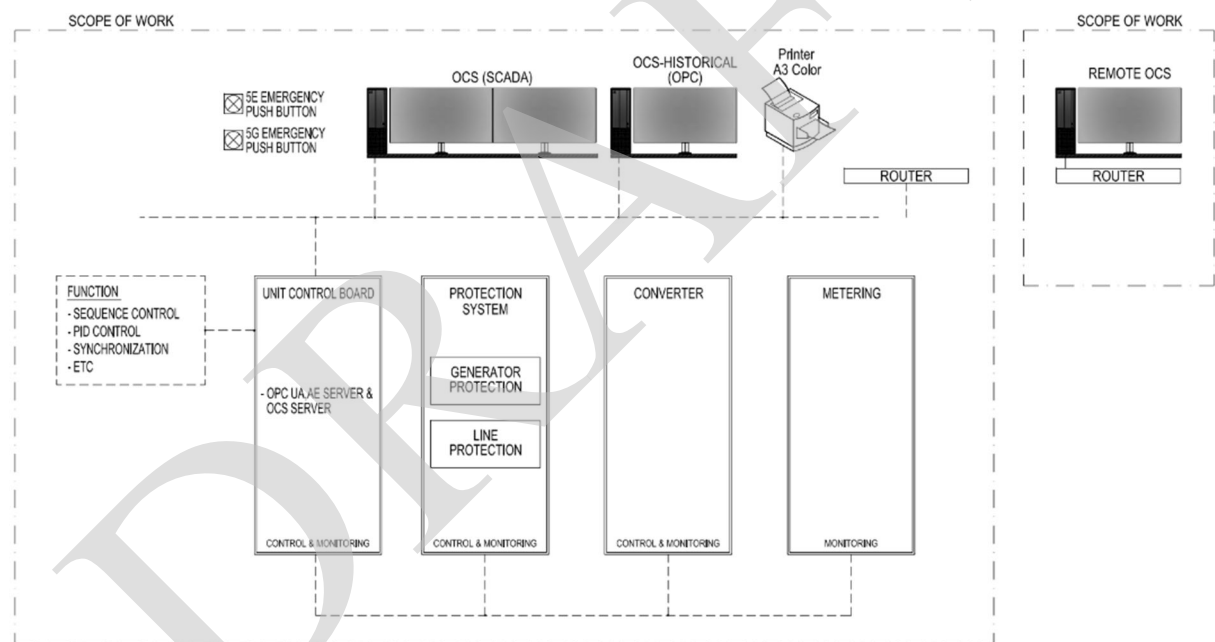 SCOPE OF WORK
SCOPE OF WORK
5E EMERGENCY
PUSH BUTTON
5G EMERGENCY
PUSH BUTTON
OCS (SCADA)
OCS-HISTORICAL
(OPC)
Printer
A3 Color
REMOTE OCS
ROUTER
ROUTER
FUNCTION
- SEQUENCE CONTROL
- PID CONTROL
- SYNCHRONIZATION
- ETC
UNIT CONTROL BOARD
- OPC UA.AE SERVER &
OCS SERVER
CONTROL & MONITORING
PROTECTION
SYSTEM
GENERATOR
PROTECTION
LINE
PROTECTION
CONTROL & MONITORING
CONVERTER
CONTROL & MONITORING
METERING
MONITORING
DRAF